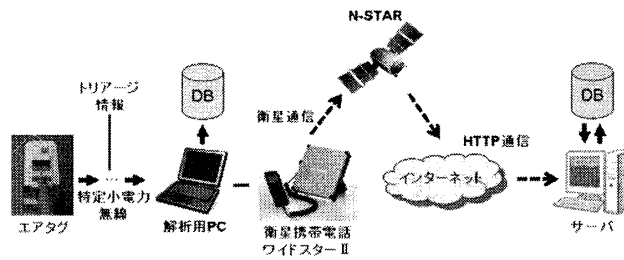 N-STAR
トリアージ
情報
DB
衛星通信
HTTP通信
DB
インターネット
特定小電力
無線
エアタグ
解析用PC
衛星携帯電話
ワイドスターⅡ
サーバ